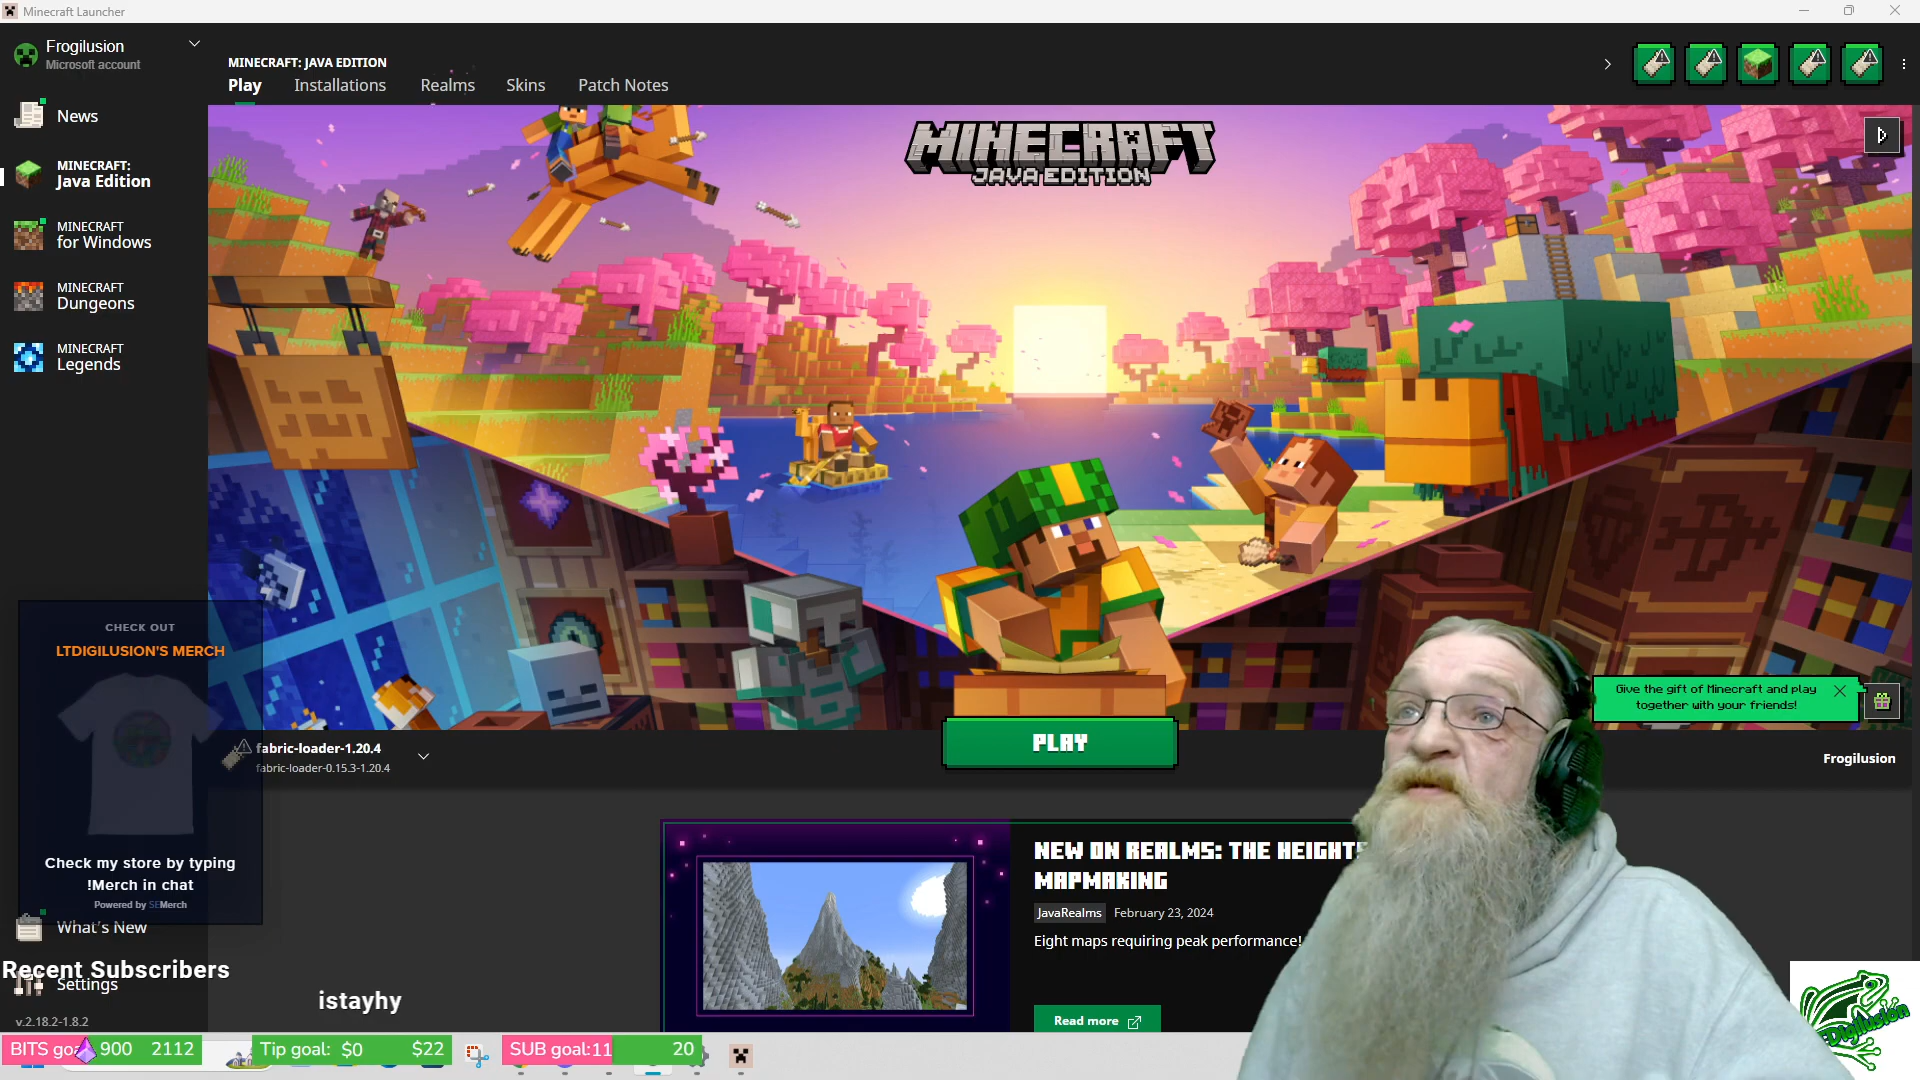 Minecraft Launcher
Frogilusion
Microsoft account
MINECRAFT: JAVA EDITION
Play
Installations
Realms
Skins
Patch Notes
News
MINECRAFT:
Java Edition
MINECRAFT
for Windows
MINECRAFT
Dungeons
MINECRAFT
Legends
MINECRAFT
JAVA EDITION
CHECK OUT
LTDIGILUSION'S MERCH
Check my store by typing
!Merch in chat
Powered by SEMerch
fabric-loader-1.20.4
fabric-loader-0.15.3-1.20.4
PLAY
Give the gift of Minecraft and play
together with your friends!
Frogilusion
NEW ON REALMS: THE HEIGHTS
MAPMAKING
JavaRealms
February 23, 2024
Eight maps requiring peak performance!
Read more
What's New
Recent Subscribers
Settings
istayhy
v.2.18.2-1.8.2
BITS goa 900 2112
Tip goal: $0 $22
SUB goal:11 20